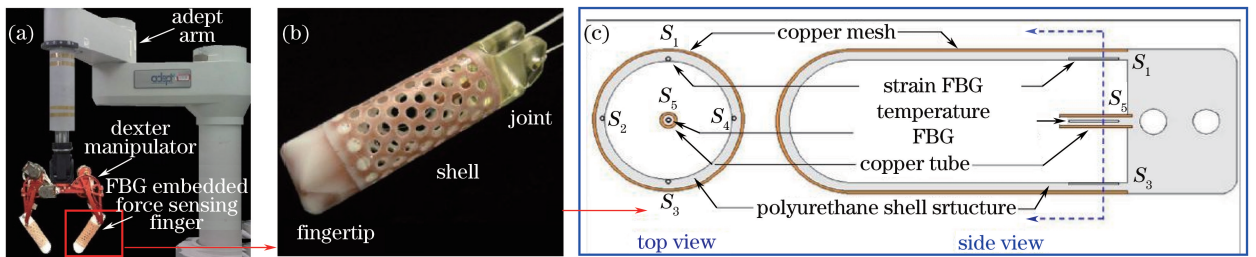 (a)
adept
arm
adept
dexter
manipulator
FBG embedded
force sensing
finger
(b)
joint
shell
fingertip
(c)
S1
copper mesh
S1
strain FBG
S5
S5
temperature
S2
S4
FBG
copper tube
S3
S3
polyurethane shell srtucture
top view
side view